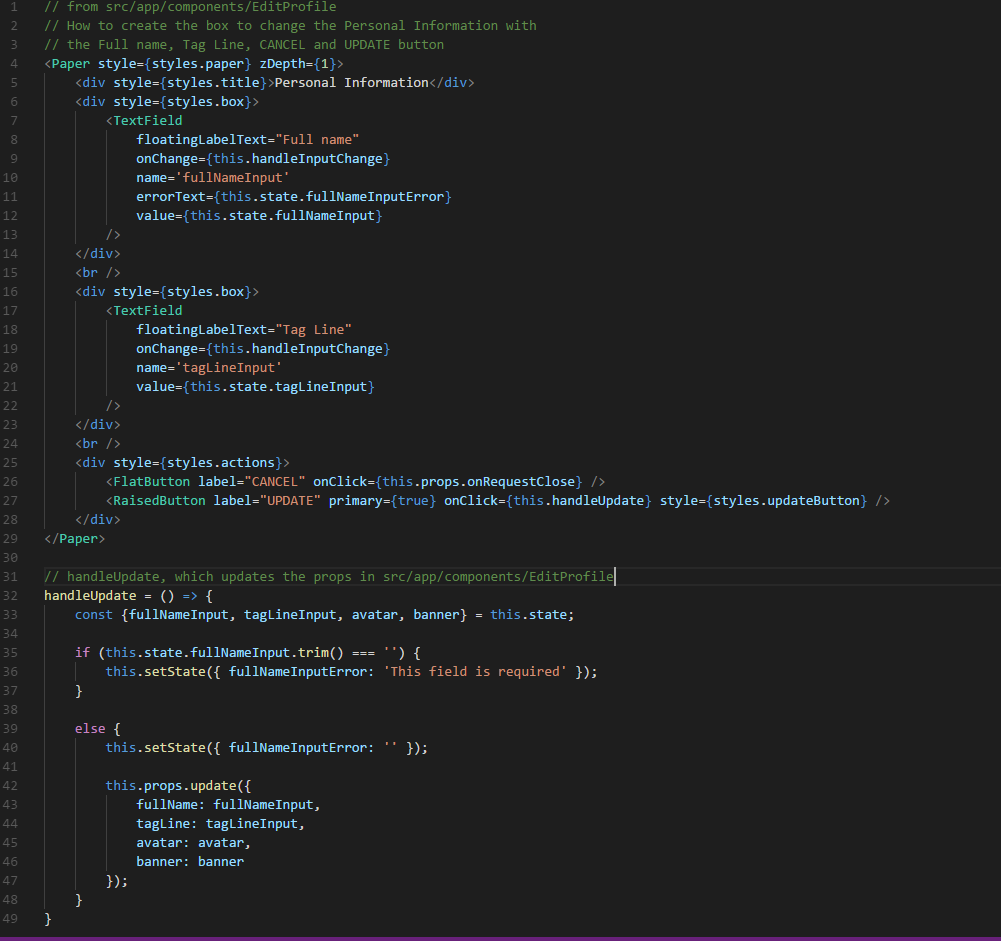 1 // from src/app/components/EditProfile
2 // How to create the box to change the Personal Information with
3 // the Full name, Tag Line, CANCEL and UPDATE button
4 <Paper style={styles.paper} zDepth={1}>
5     <div style={styles.title}>Personal Information</div>
6     <div style={styles.box}>
7         <TextField
8             floatingLabelText="Full name"
9             onChange={this.handleInputChange}
10             name='fullNameInput'
11             errorText={this.state.fullNameInputError}
12             value={this.state.fullNameInput}
13         />
14     </div>
15     <br />
16     <div style={styles.box}>
17         <TextField
18             floatingLabelText="Tag Line"
19             onChange={this.handleInputChange}
20             name='tagLineInput'
21             value={this.state.tagLineInput}
22         />
23     </div>
24     <br />
25     <div style={styles.actions}>
26         <FlatButton label="CANCEL" onClick={this.props.onRequestClose} />
27         <RaisedButton label="UPDATE" primary={true} onClick={this.handleUpdate} style={styles.updateButton} />
28     </div>
29 </Paper>
30
31 // handleUpdate, which updates the props in src/app/components/EditProfile
32 handleUpdate = () => {
33     const {fullNameInput, tagLineInput, avatar, banner} = this.state;
34
35     if (this.state.fullNameInput.trim() === '') {
36         this.setState({ fullNameInputError: 'This field is required' });
37     }
38
39     else {
40         this.setState({ fullNameInputError: '' });
41
42         this.props.update({
43             fullName: fullNameInput,
44             tagLine: tagLineInput,
45             avatar: avatar,
46             banner: banner
47         });
48     }
49 }